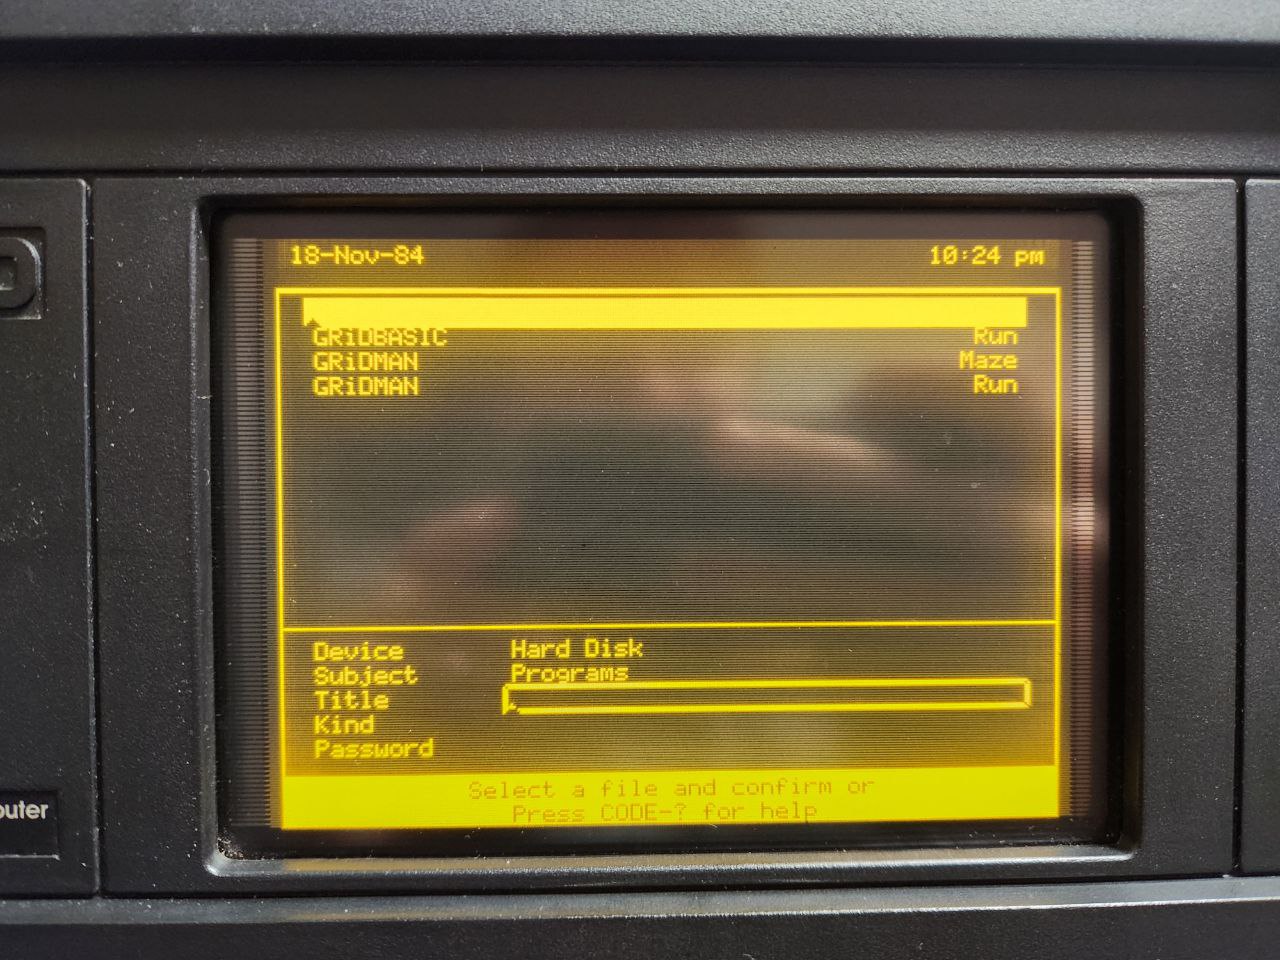 18-Nov-84 10:24 pm
GRiDBASIC Run
GRiDMAN Maze
GRiDMAN Run
Device Hard Disk
Subject Programs
Title
Kind
Password
Select a file and confirm or
Press CODE-? for help
outer